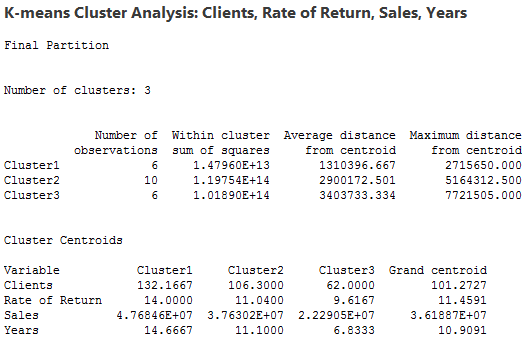 K-means Cluster Analysis: Clients, Rate of Return, Sales, Years
Final Partition
Number of clusters: 3
Number of Within cluster Average distance Maximum distance
observations sum of squares from centroid from centroid
Cluster1 6 1.47960E+13 1310396.667 2715650.000
Cluster2 10 1.19754E+14 2900172.501 5164312.500
Cluster3 6 1.01890E+14 3403733.334 7721505.000
Cluster Centroids
Variable Cluster1 Cluster2 Cluster3 Grand centroid
Clients 132.1667 106.3000 62.0000 101.2727
Rate of Return 14.0000 11.0400 9.6167 11.4591
Sales 4.76846E+07 3.76302E+07 2.22905E+07 3.61887E+07
Years 14.6667 11.1000 6.8333 10.9091